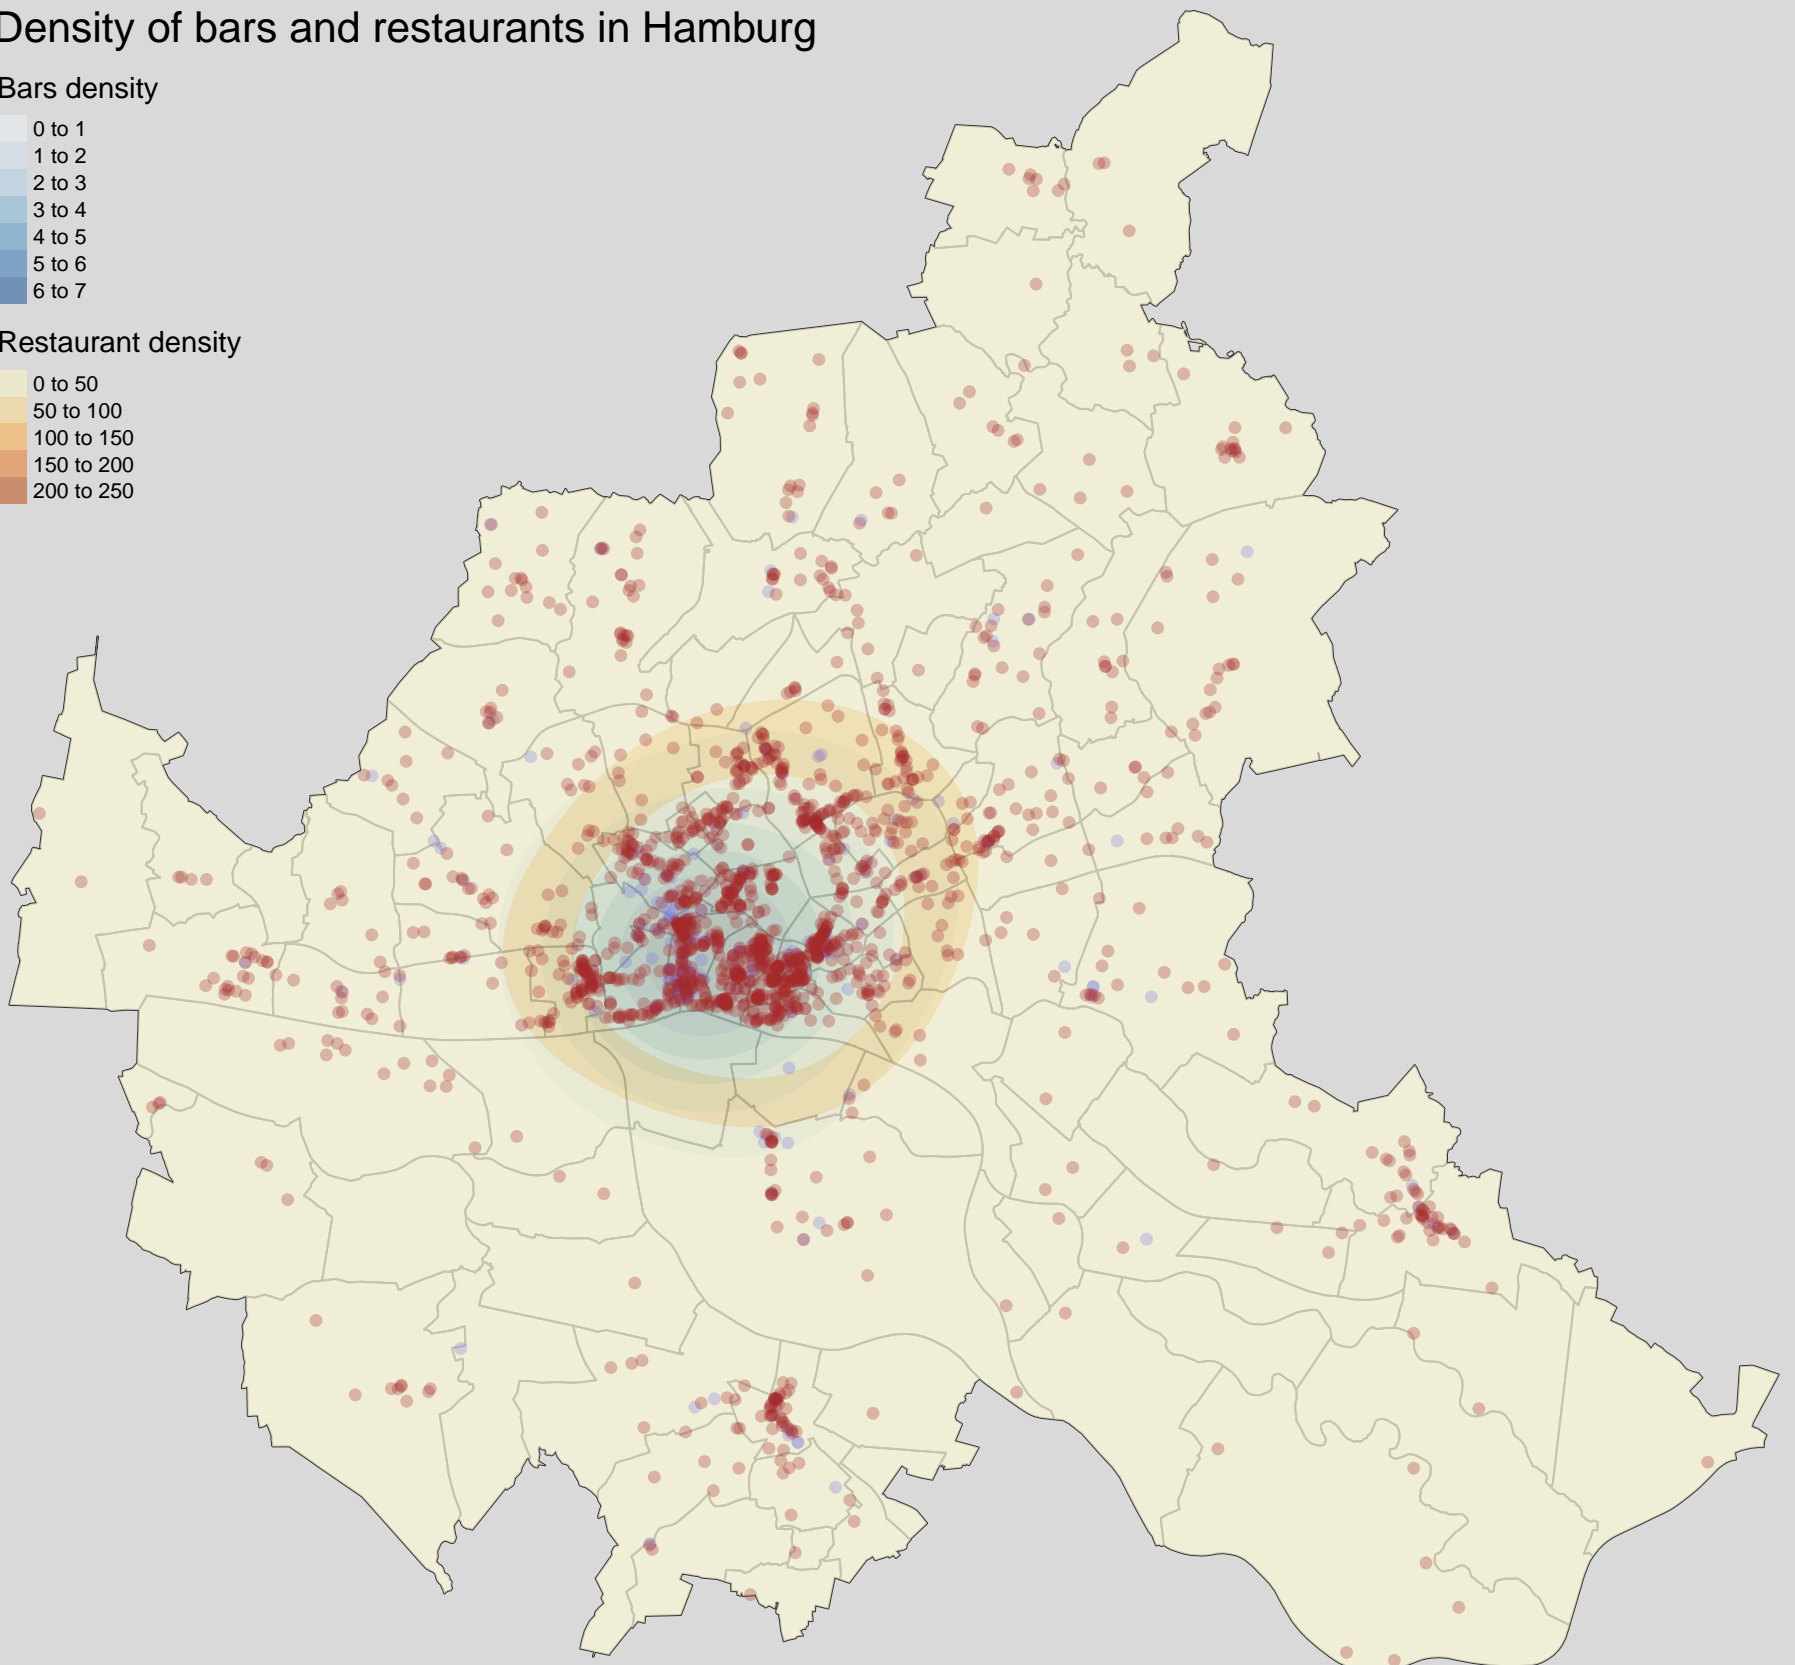 Density of bars and restaurants in Hamburg
Bars density
0 to 1
1 to 2
2 to 3
3 to 4
4 to 5
5 to 6
6 to 7
Restaurant density
0 to 50
50 to 100
100 to 150
150 to 200
200 to 250